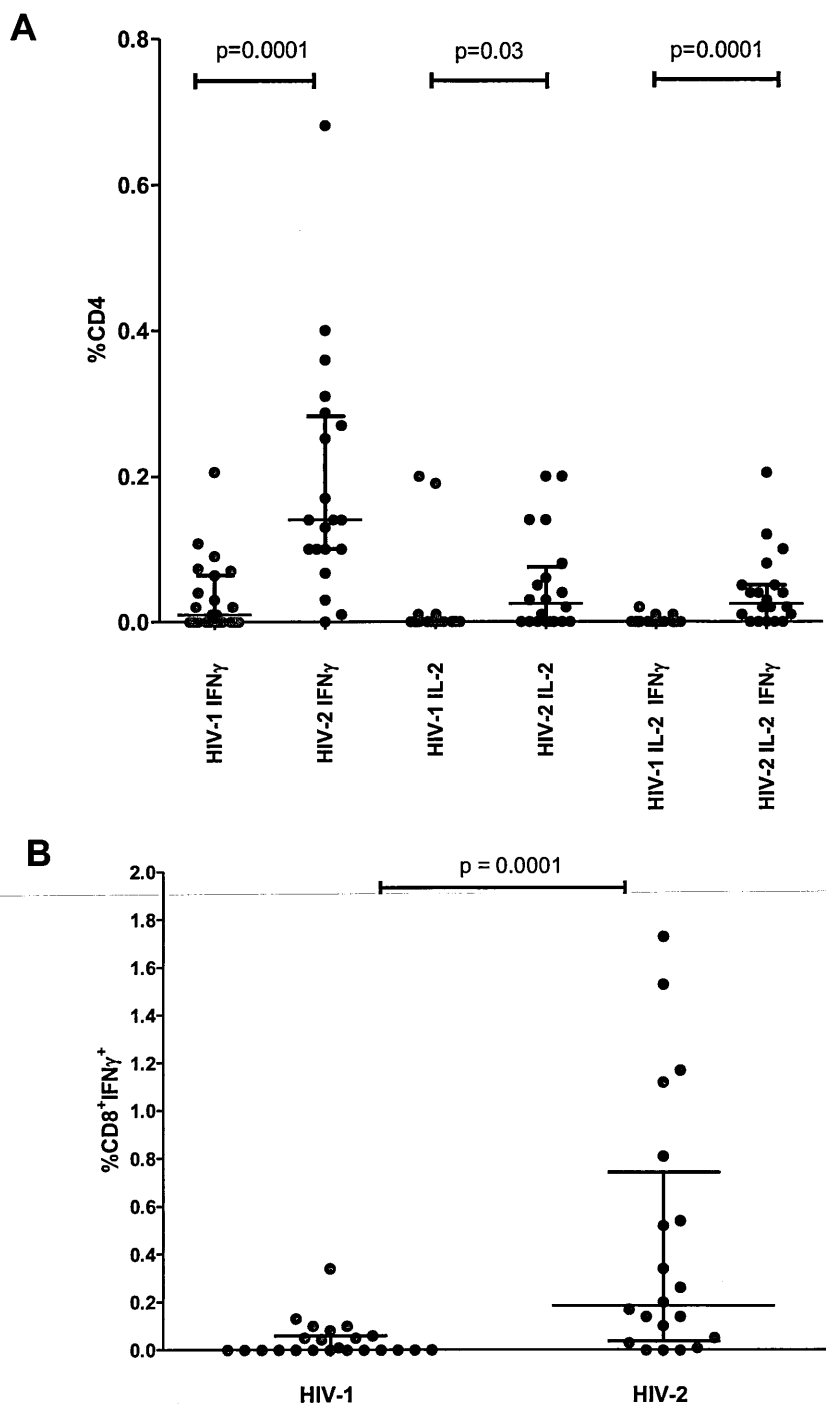 A
p=0.0001 p=0.03 p=0.0001
0.8
0.6
0.4
0.2
0.0
%CD4
HIV-1 IFNγ
HIV-2 IFNγ
HIV-1 IL-2
HIV-2 IL-2
HIV-1 IL-2 IFNγ
HIV-2 IL-2 IFNγ
B
p = 0.0001
2.0
1.8
1.6
1.4
1.2
1.0
0.8
0.6
0.4
0.2
0.0
%CD8⁺IFNγ⁺
HIV-1 HIV-2